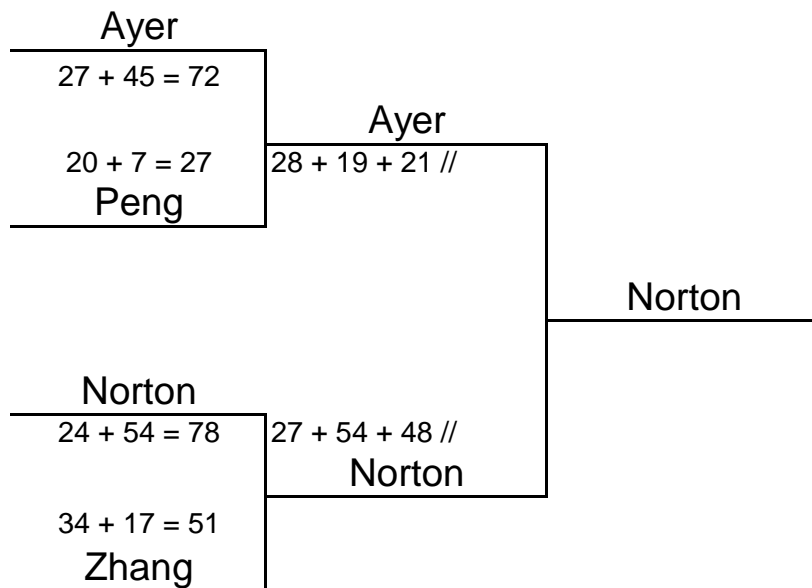 Ayer
27 + 45 = 72
Ayer
20 + 7 = 27
28 + 19 + 21 //
Peng
Norton
Norton
24 + 54 = 78
27 + 54 + 48 //
Norton
34 + 17 = 51
Zhang